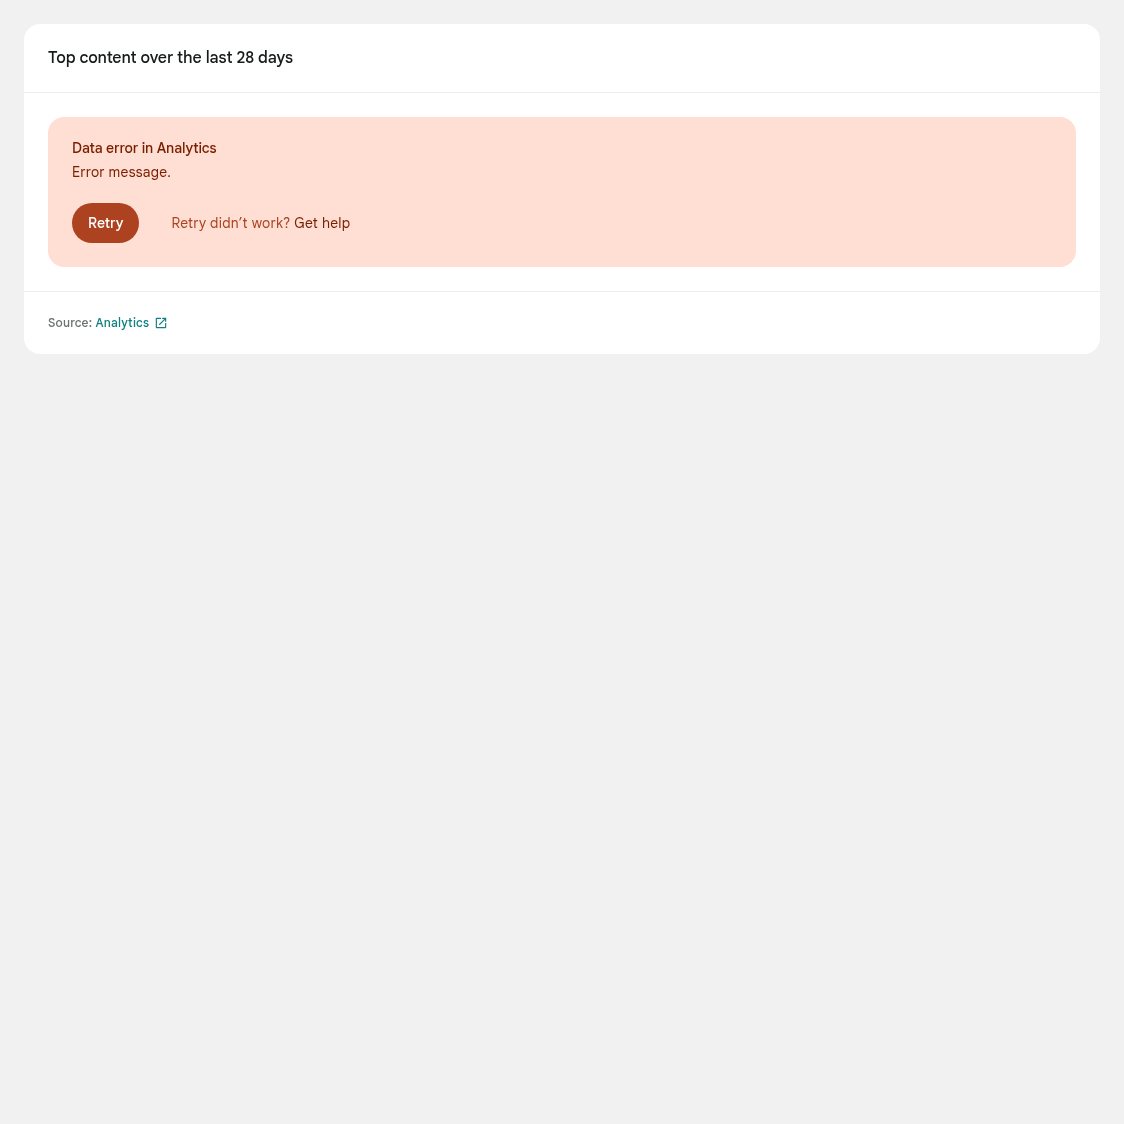 Top content over the last 28 days
Data error in Analytics
Error message.
Retry
Retry didn’t work? Get help
Source: Analytics